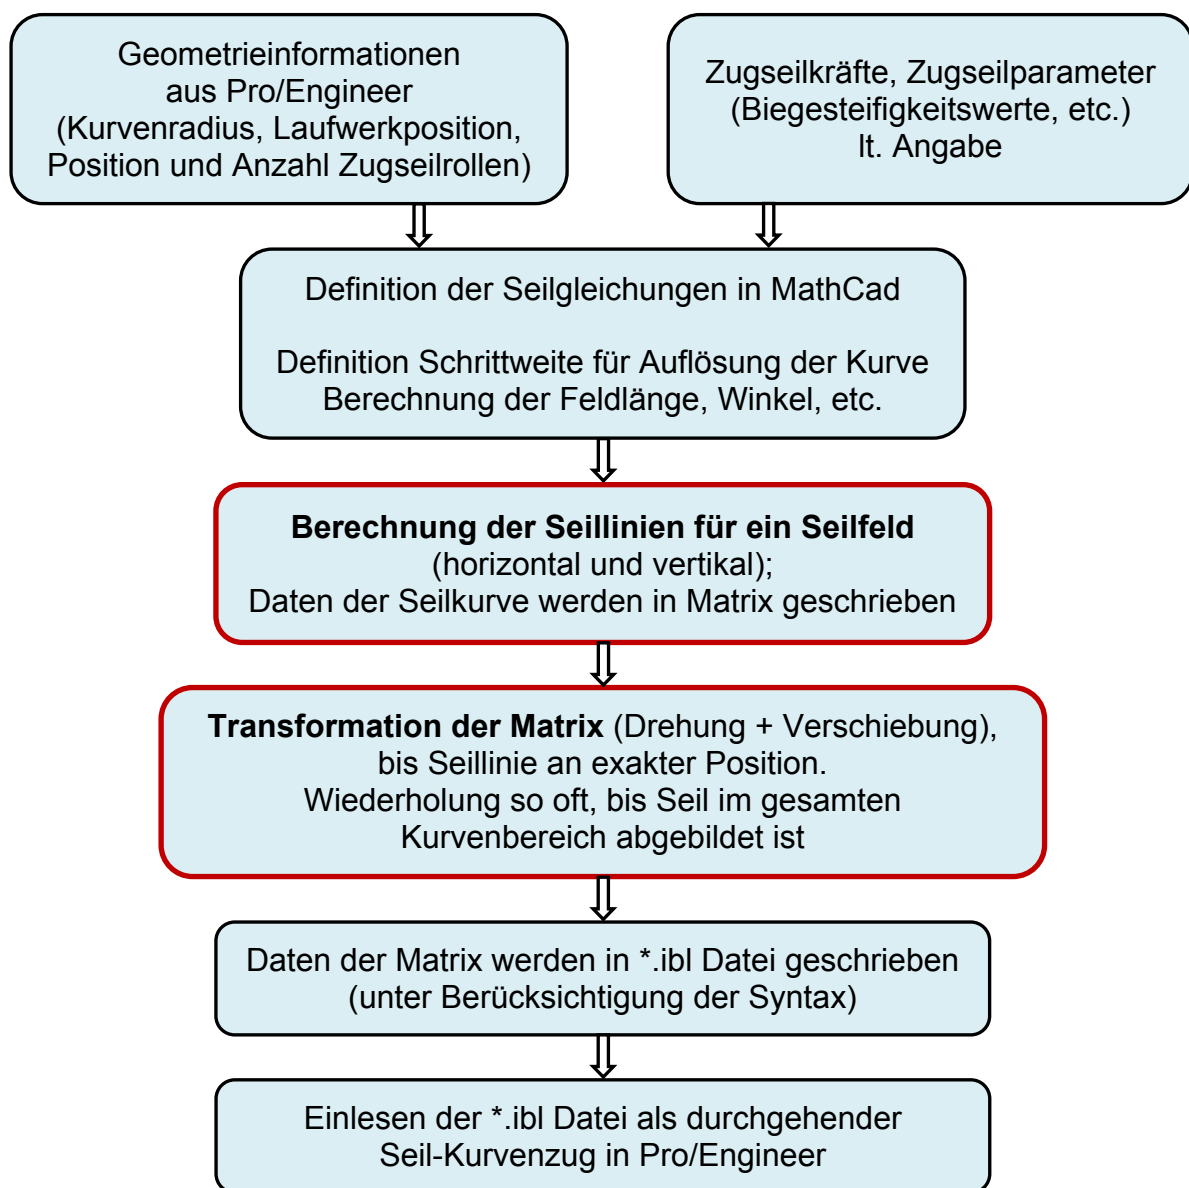 Geometrieinformationen
aus Pro/Engineer
(Kurvenradius, Laufwerkposition,
Position und Anzahl Zugseilrollen)
Zugseilkräfte, Zugseilparameter
(Biegesteifigkeitswerte, etc.)
lt. Angabe
Definition der Seilgleichungen in MathCad
Definition Schrittweite für Auflösung der Kurve
Berechnung der Feldlänge, Winkel, etc.
Berechnung der Seillinien für ein Seilfeld
(horizontal und vertikal);
Daten der Seilkurve werden in Matrix geschrieben
Transformation der Matrix (Drehung + Verschiebung),
bis Seillinie an exakter Position.
Wiederholung so oft, bis Seil im gesamten
Kurvenbereich abgebildet ist
Daten der Matrix werden in *.ibl Datei geschrieben
(unter Berücksichtigung der Syntax)
Einlesen der *.ibl Datei als durchgehender
Seil-Kurvenzug in Pro/Engineer